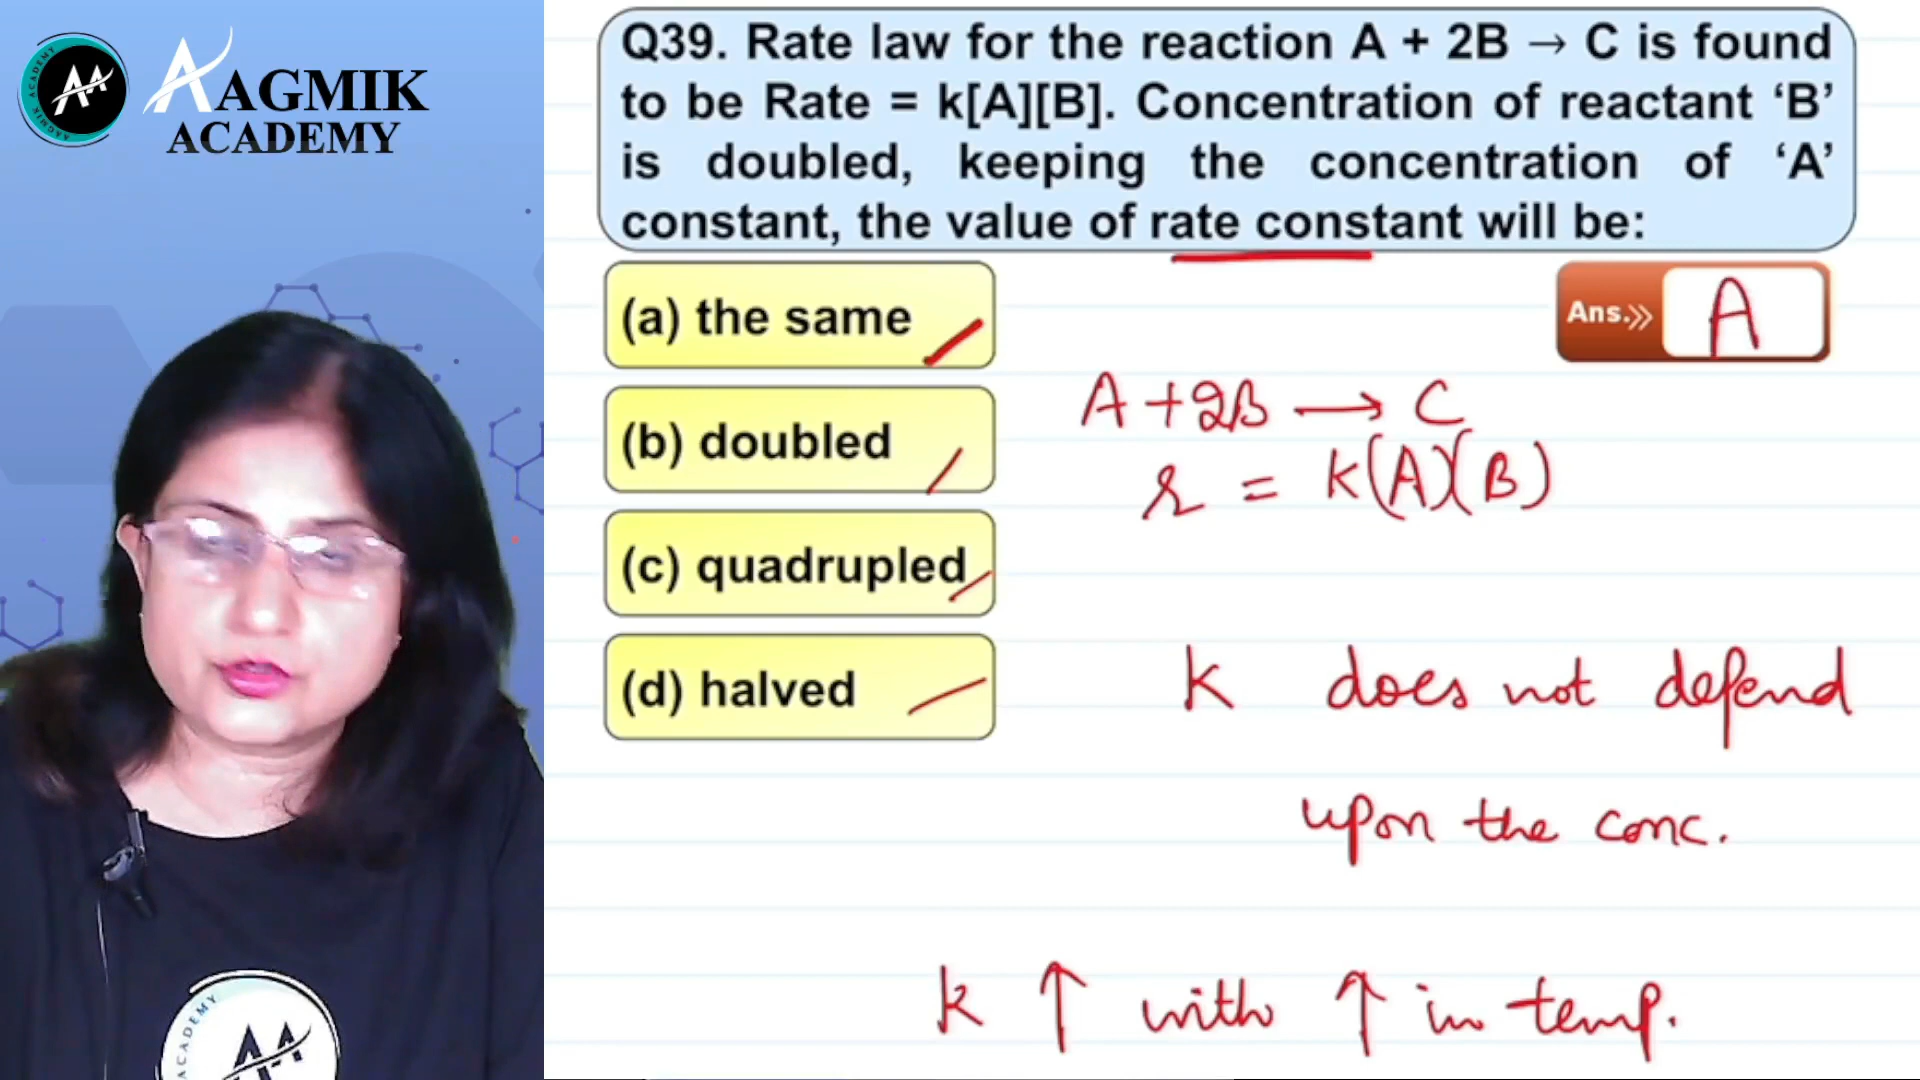 AAGMIK
ACADEMY
Q39. Rate law for the reaction A + 2B → C is found
to be Rate = k[A][B]. Concentration of reactant ‘B’
is doubled, keeping the concentration of ‘A’
constant, the value of rate constant will be:
(a) the same
Ans.
A
(b) doubled
A + 2B → C
r = k(A)(B)
(c) quadrupled
(d) halved
k does not depend
upon the conc.
k ↑ with ↑ in temp.
ACADEMY